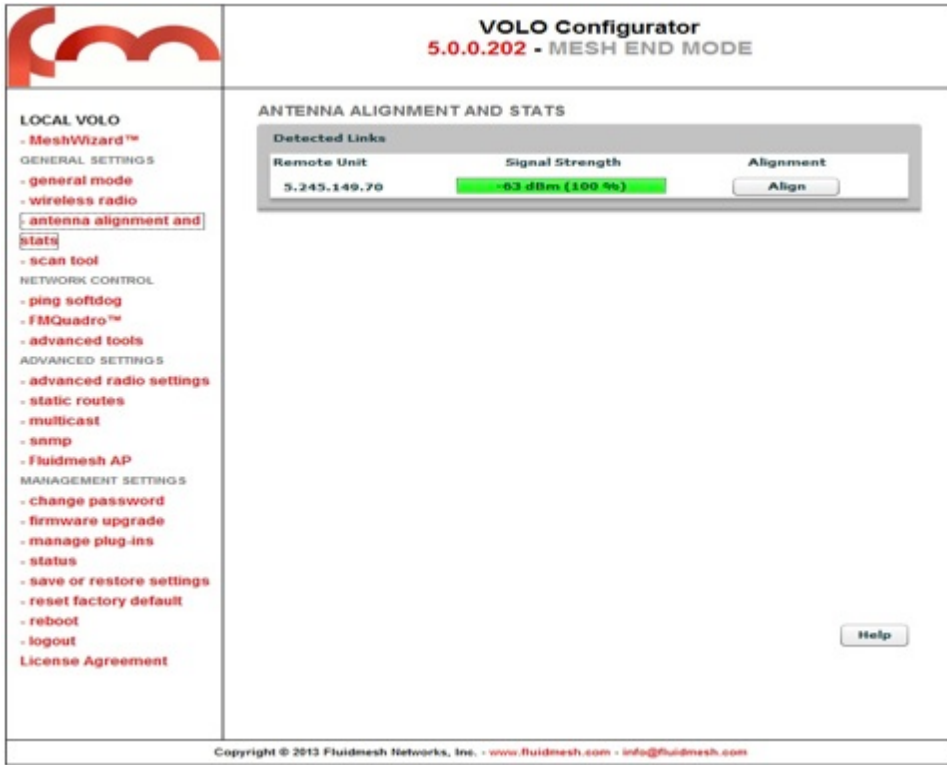 fm
VOLO Configurator
5.0.0.202 - MESH END MODE
LOCAL VOLO
- MeshWizard™
GENERAL SETTINGS
- general mode
- wireless radio
- antenna alignment and
stats
- scan tool
NETWORK CONTROL
- ping softdog
- FMQuadro™
- advanced tools
ADVANCED SETTINGS
- advanced radio settings
- static routes
- multicast
- snmp
- Fluidmesh AP
MANAGEMENT SETTINGS
- change password
- firmware upgrade
- manage plug-ins
- status
- save or restore settings
- reset factory default
- reboot
- logout
License Agreement
ANTENNA ALIGNMENT AND STATS
Detected Links
Remote Unit Signal Strength Alignment
5.245.149.70 -63 dBm (100 %) Align
Help
Copyright © 2013 Fluidmesh Networks, Inc. - www.fluidmesh.com - info@fluidmesh.com